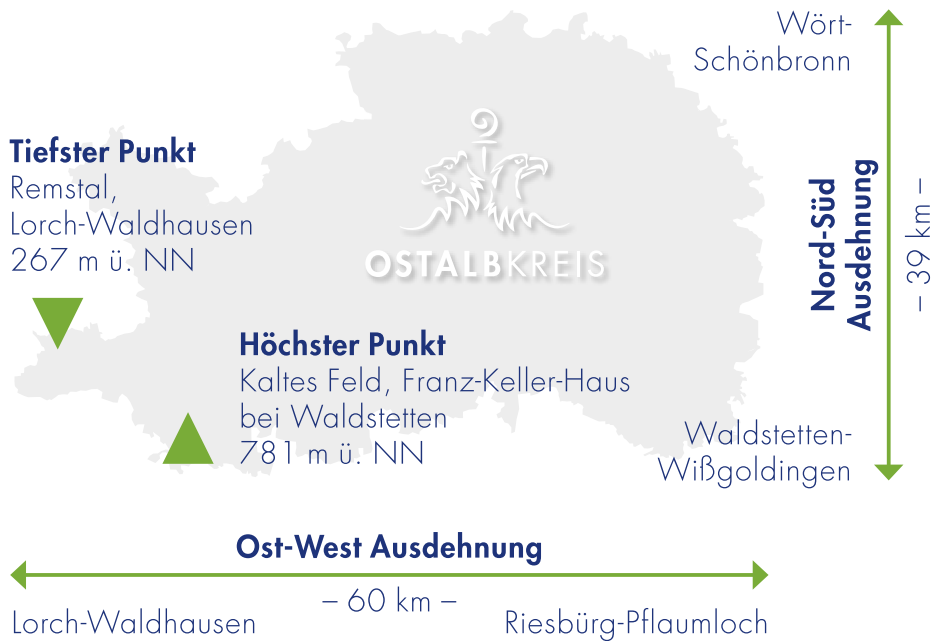 Wört-
Schönbronn
Tiefster Punkt
Remstal,
Lorch-Waldhausen
267 m ü. NN
OSTALBKREIS
Nord-Süd
Ausdehnung
– 39 km –
Höchster Punkt
Kaltes Feld, Franz-Keller-Haus
bei Waldstetten
781 m ü. NN
Waldstetten-
Wißgoldingen
Ost-West Ausdehnung
– 60 km –
Lorch-Waldhausen
Riesbürg-Pflaumloch